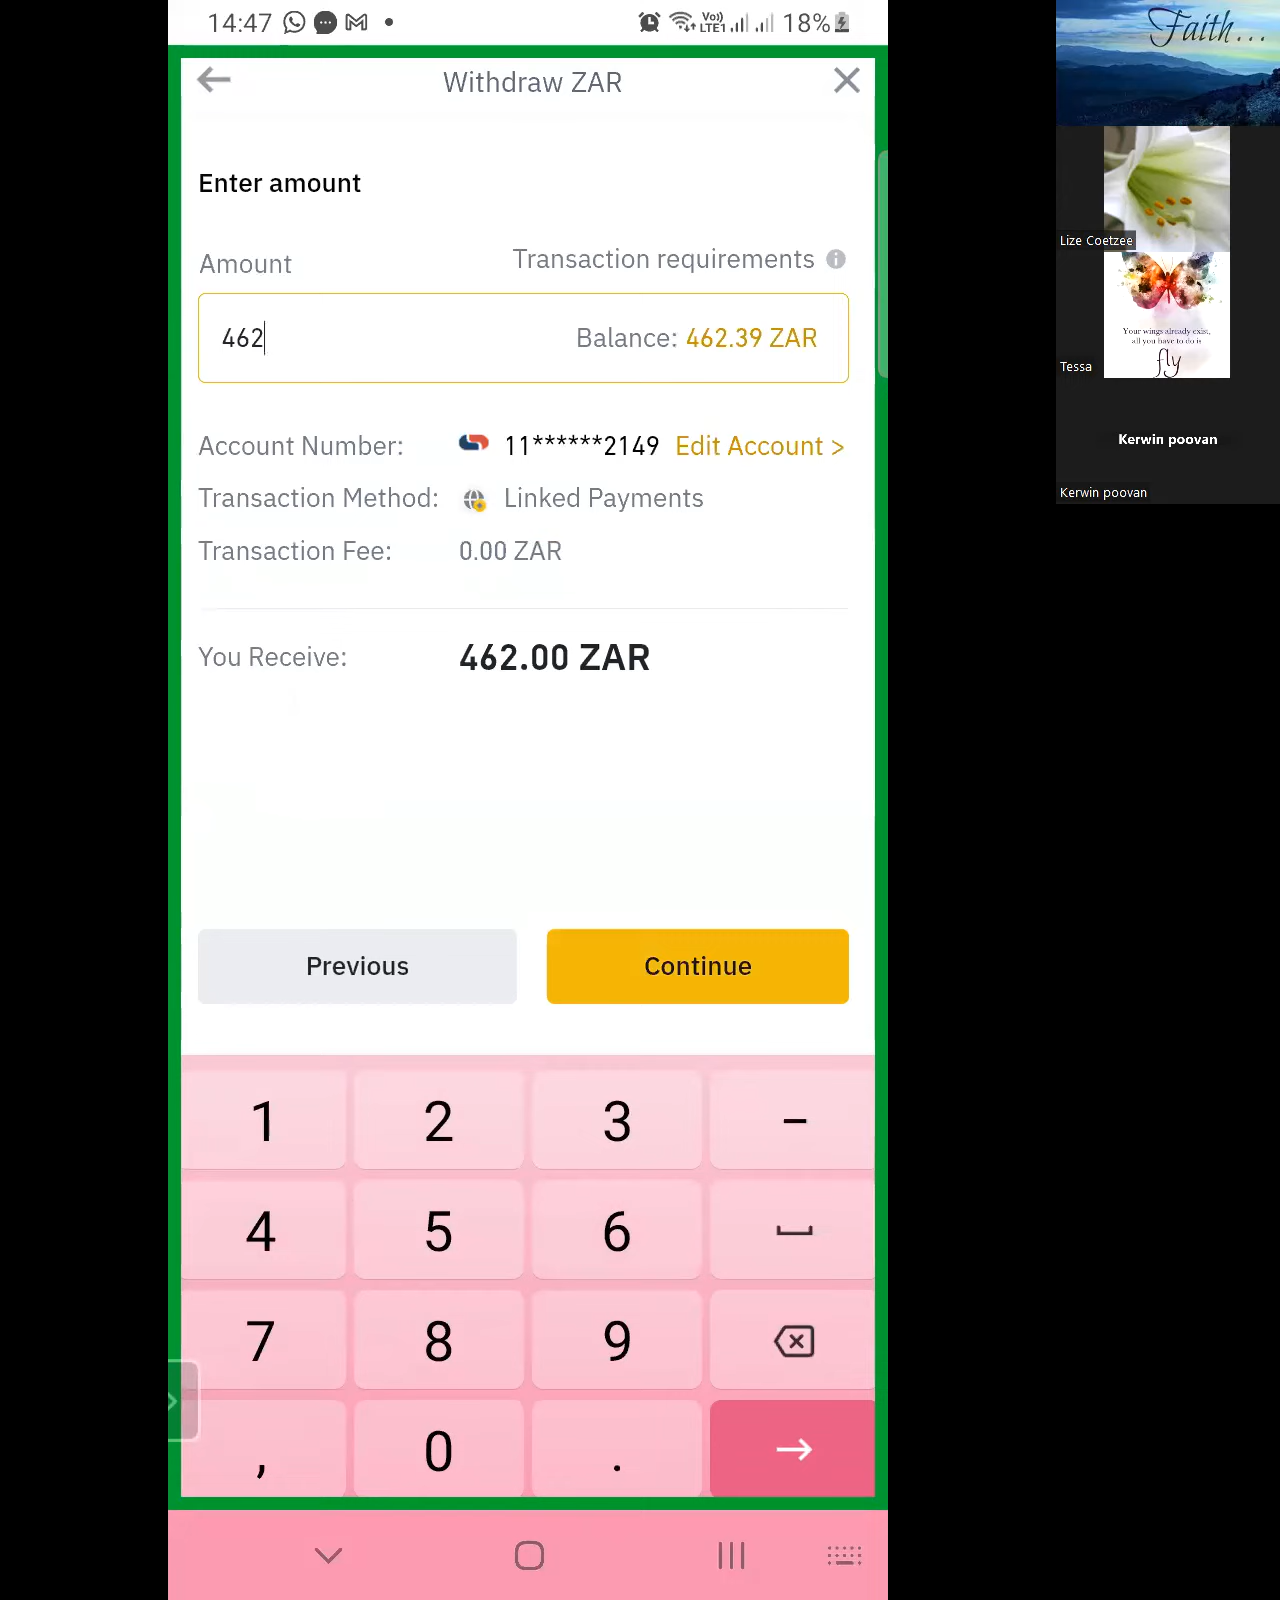 14:47
Vo)) LTE1 18%
Withdraw ZAR
Enter amount
Amount
Transaction requirements
462
Balance: 462.39 ZAR
Account Number: 11******2149 Edit Account >
Transaction Method: Linked Payments
Transaction Fee: 0.00 ZAR
You Receive: 462.00 ZAR
Previous
Continue
1 2 3 -
4 5 6
7 8 9
, 0 .
Faith...
Lize Coetzee
Your wings already exist,
all you have to do is
fly
Tessa
Kerwin poovan
Kerwin poovan